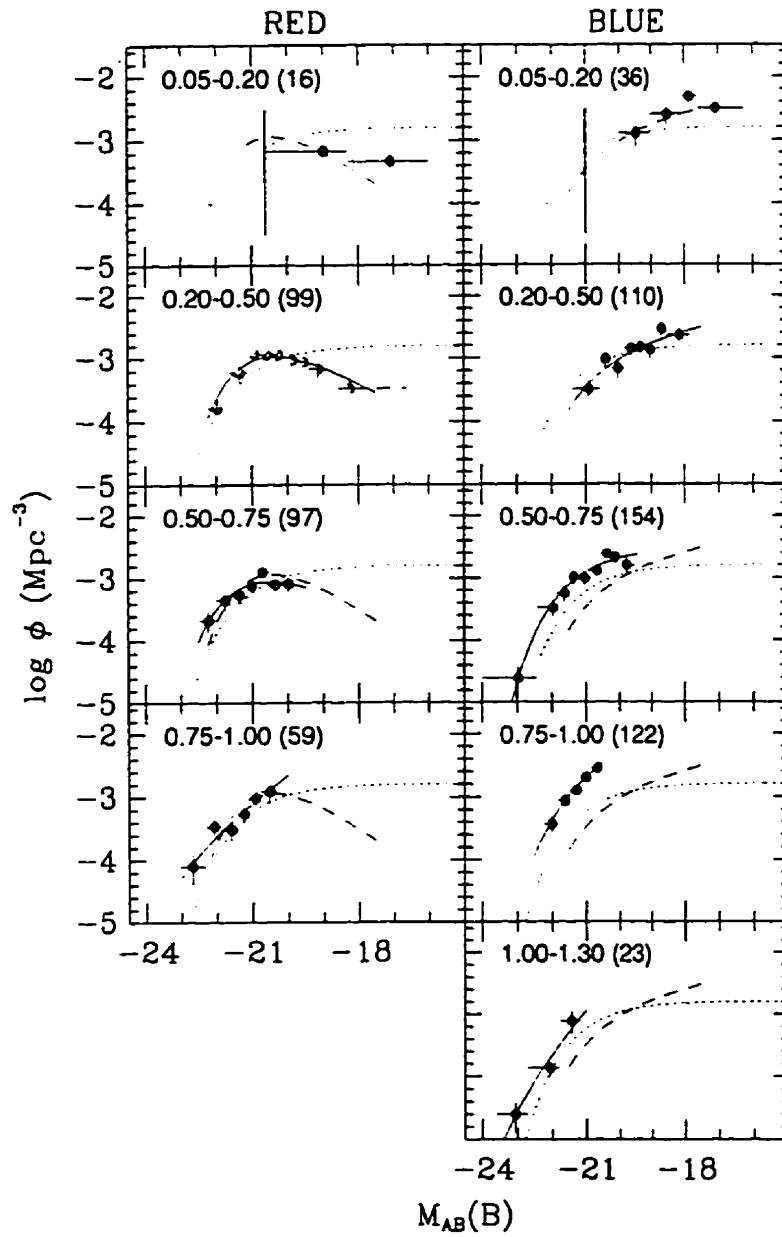 RED BLUE
0.05-0.20 (16) 0.05-0.20 (36)
-2
-3
-4
-5
0.20-0.50 (99) 0.20-0.50 (110)
-2
-3
-4
-5
0.50-0.75 (97) 0.50-0.75 (154)
-2
-3
-4
-5
0.75-1.00 (59) 0.75-1.00 (122)
-2
-3
-4
-5
-24 -21 -18
1.00-1.30 (23)
-24 -21 -18
log ϕ (Mpc⁻³)
M_AB(B)